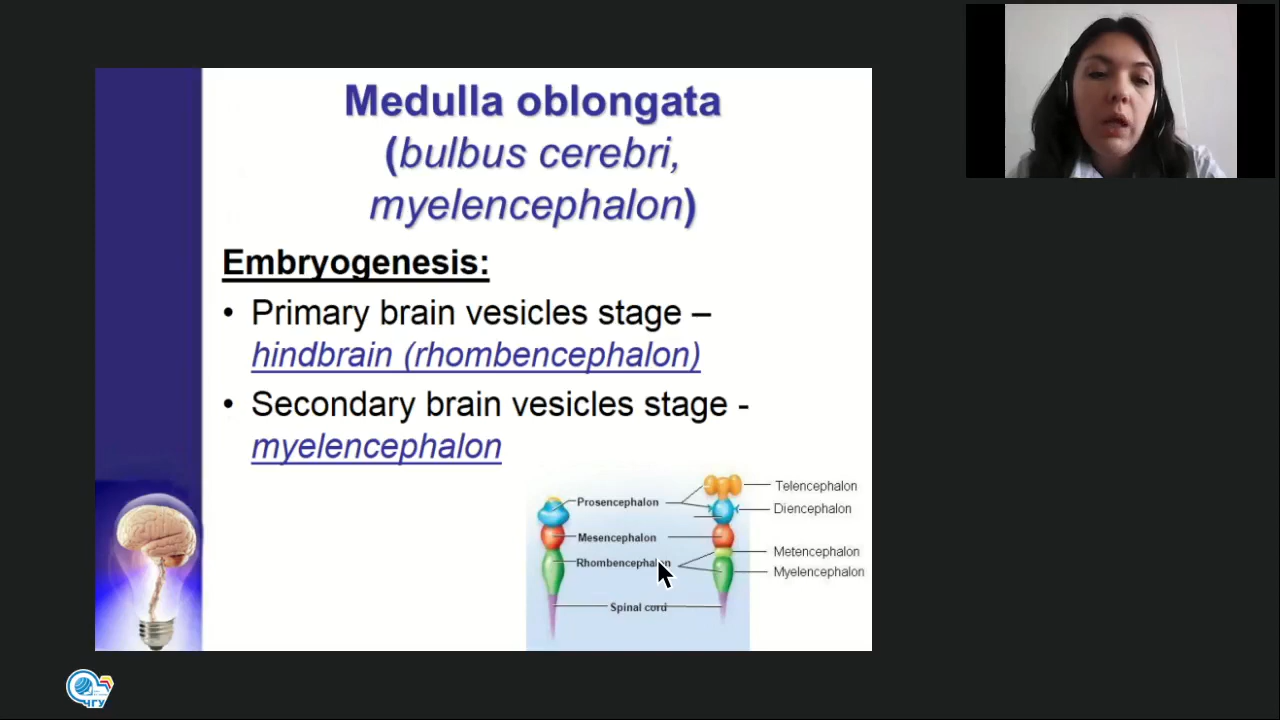 Medulla oblongata
(bulbus cerebri,
myelencephalon)
Embryogenesis:
• Primary brain vesicles stage –
hindbrain (rhombencephalon)
• Secondary brain vesicles stage -
myelencephalon
Prosencephalon
Mesencephalon
Rhombencephalon
Spinal cord
Telencephalon
Diencephalon
Metencephalon
Myelencephalon
ЧГУ